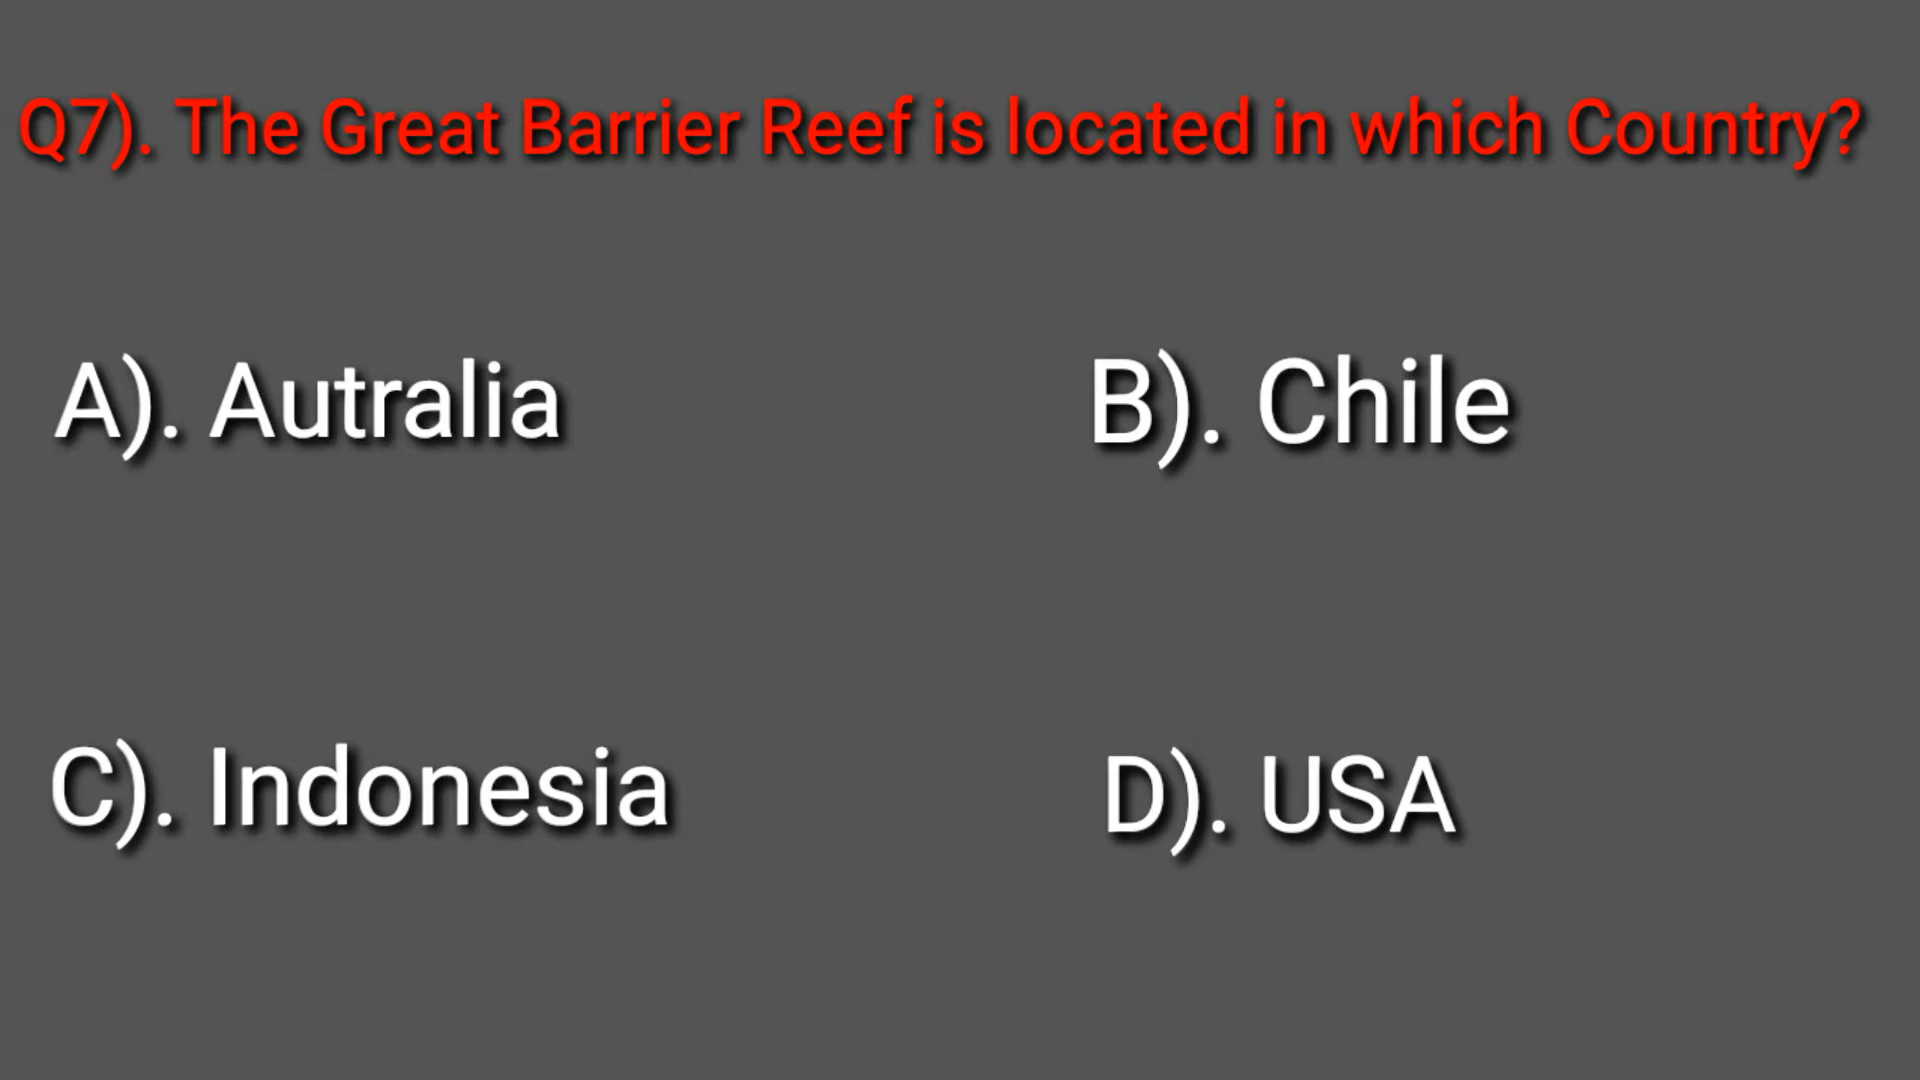 Q7). The Great Barrier Reef is located in which Country?
A). Autralia
B). Chile
C). Indonesia
D). USA